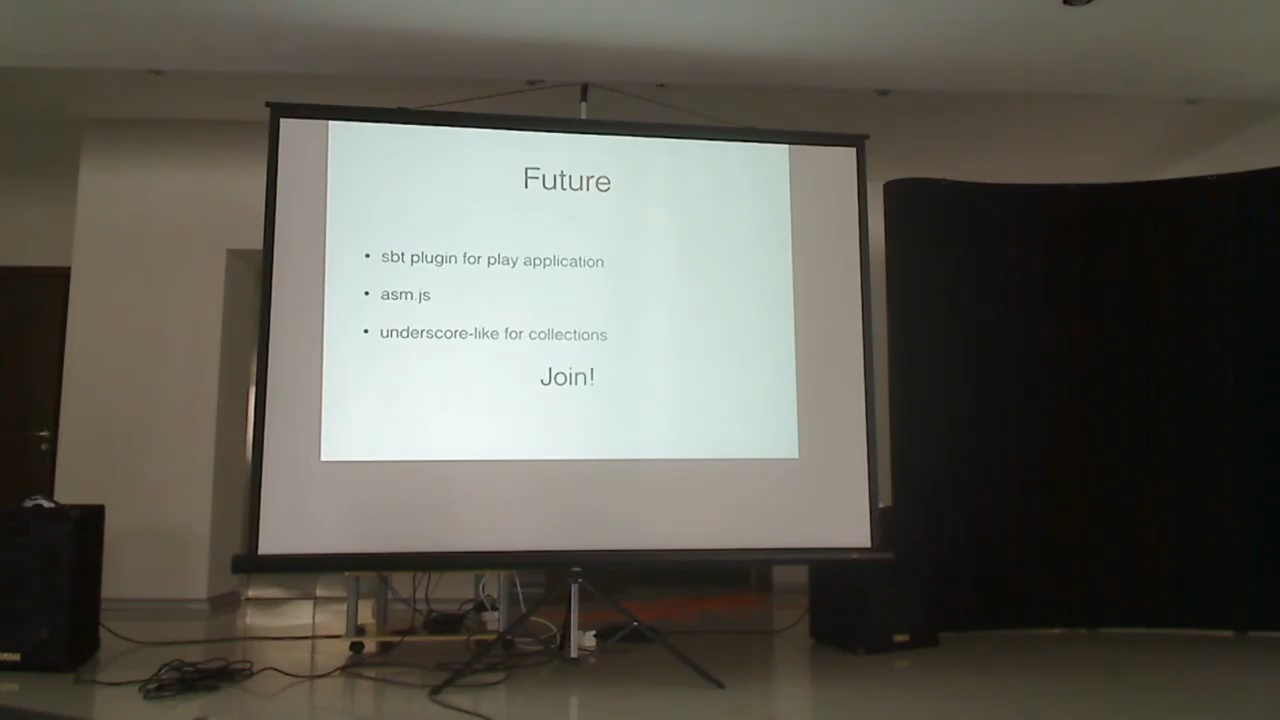 Future
• sbt plugin for play application
• asm.js
• underscore-like for collections
Join!